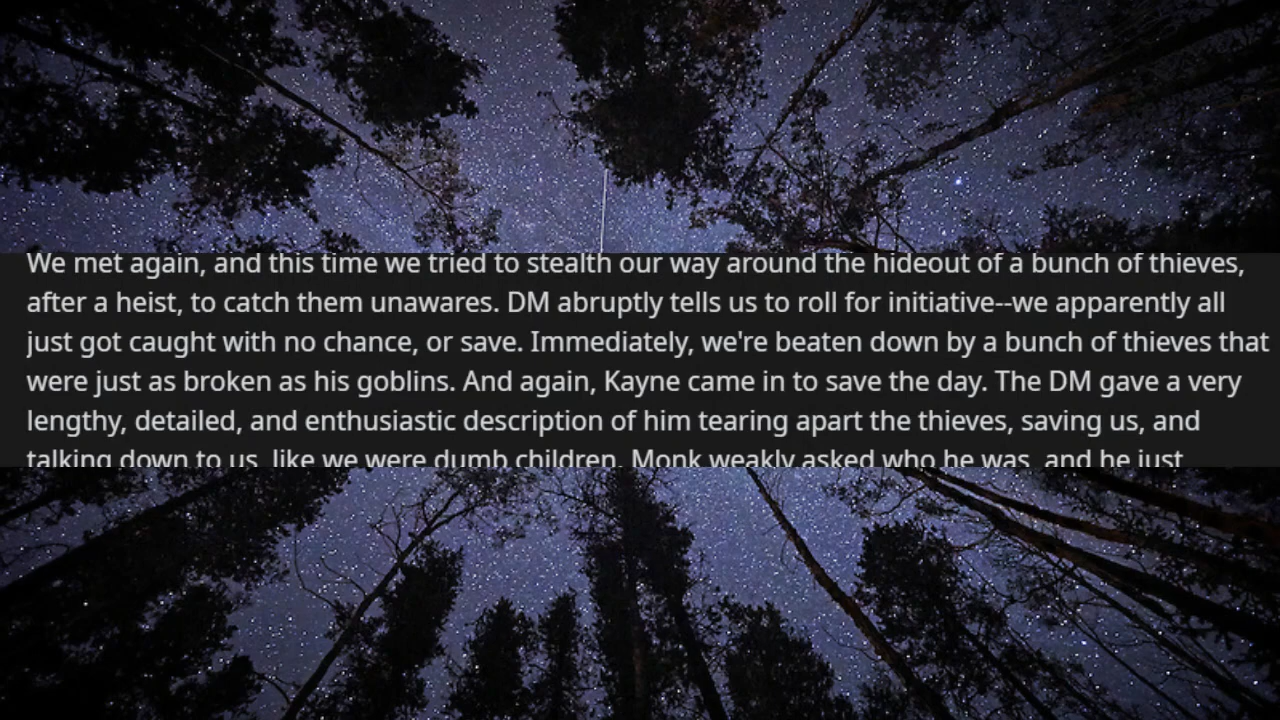 We met again, and this time we tried to stealth our way around the hideout of a bunch of thieves,
after a heist, to catch them unawares. DM abruptly tells us to roll for initiative--we apparently all
just got caught with no chance, or save. Immediately, we're beaten down by a bunch of thieves that
were just as broken as his goblins. And again, Kayne came in to save the day. The DM gave a very
lengthy, detailed, and enthusiastic description of him tearing apart the thieves, saving us, and
talking down to us, like we were dumb children. Monk weakly asked who he was, and he just